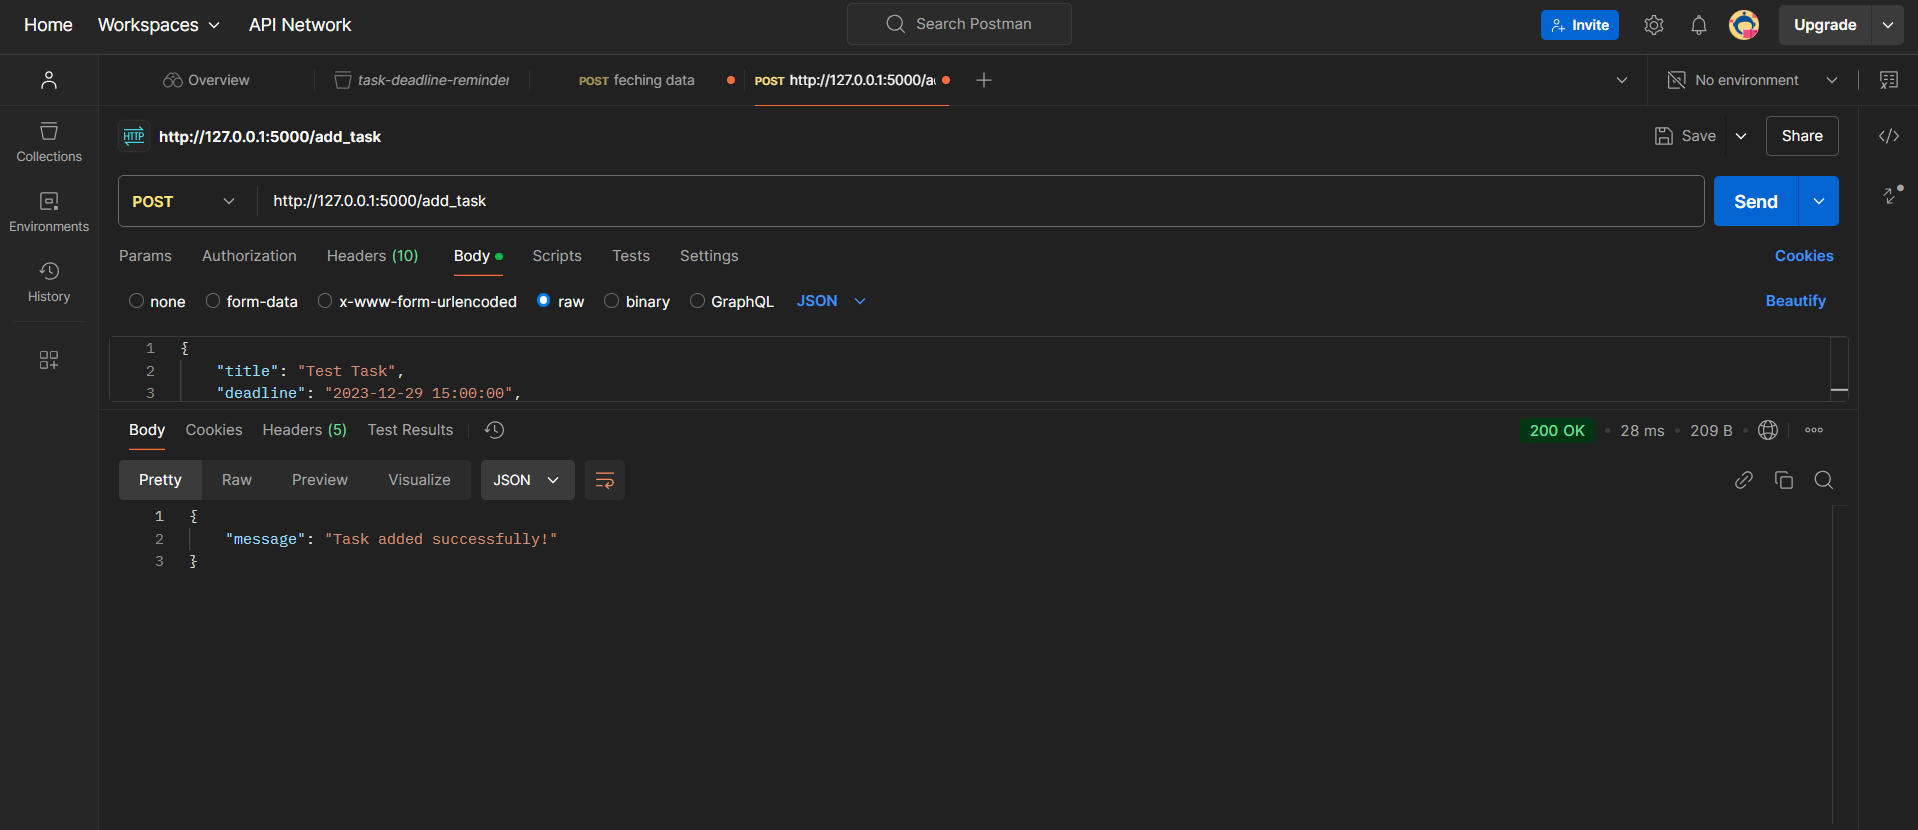 Home Workspaces API Network Search Postman Invite Upgrade
Overview task-deadline-reminder POST feching data POST http://127.0.0.1:5000/a No environment
http://127.0.0.1:5000/add_task Save Share
Collections
POST http://127.0.0.1:5000/add_task Send
Environments
Params Authorization Headers (10) Body Scripts Tests Settings Cookies
History
none form-data x-www-form-urlencoded raw binary GraphQL JSON Beautify
1 {
2 "title": "Test Task",
3 "deadline": "2023-12-29 15:00:00",
Body Cookies Headers (5) Test Results 200 OK • 28 ms • 209 B
Pretty Raw Preview Visualize JSON
1 {
2 "message": "Task added successfully!"
3 }